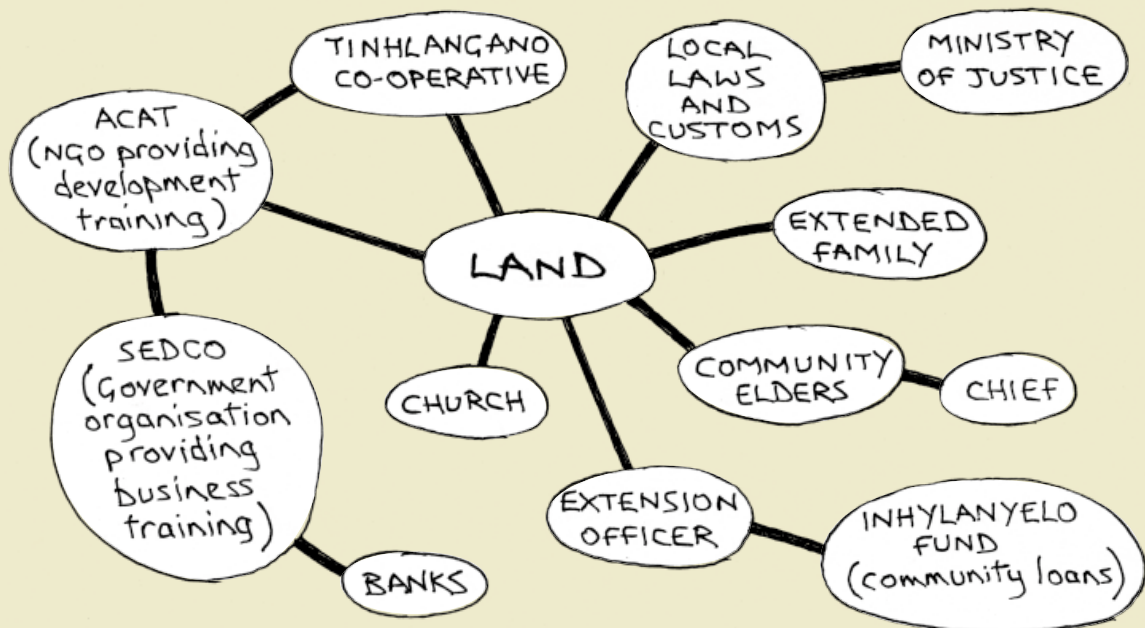 TINHLANGANO
CO-OPERATIVE
LOCAL
LAWS
AND
CUSTOMS
MINISTRY
OF JUSTICE
ACAT
(NGO providing
development
training)
LAND
EXTENDED
FAMILY
SEDCO
(Government
organisation
providing
business
training)
CHURCH
COMMUNITY
ELDERS
CHIEF
EXTENSION
OFFICER
INHYLANYELO
FUND
(community loans)
BANKS